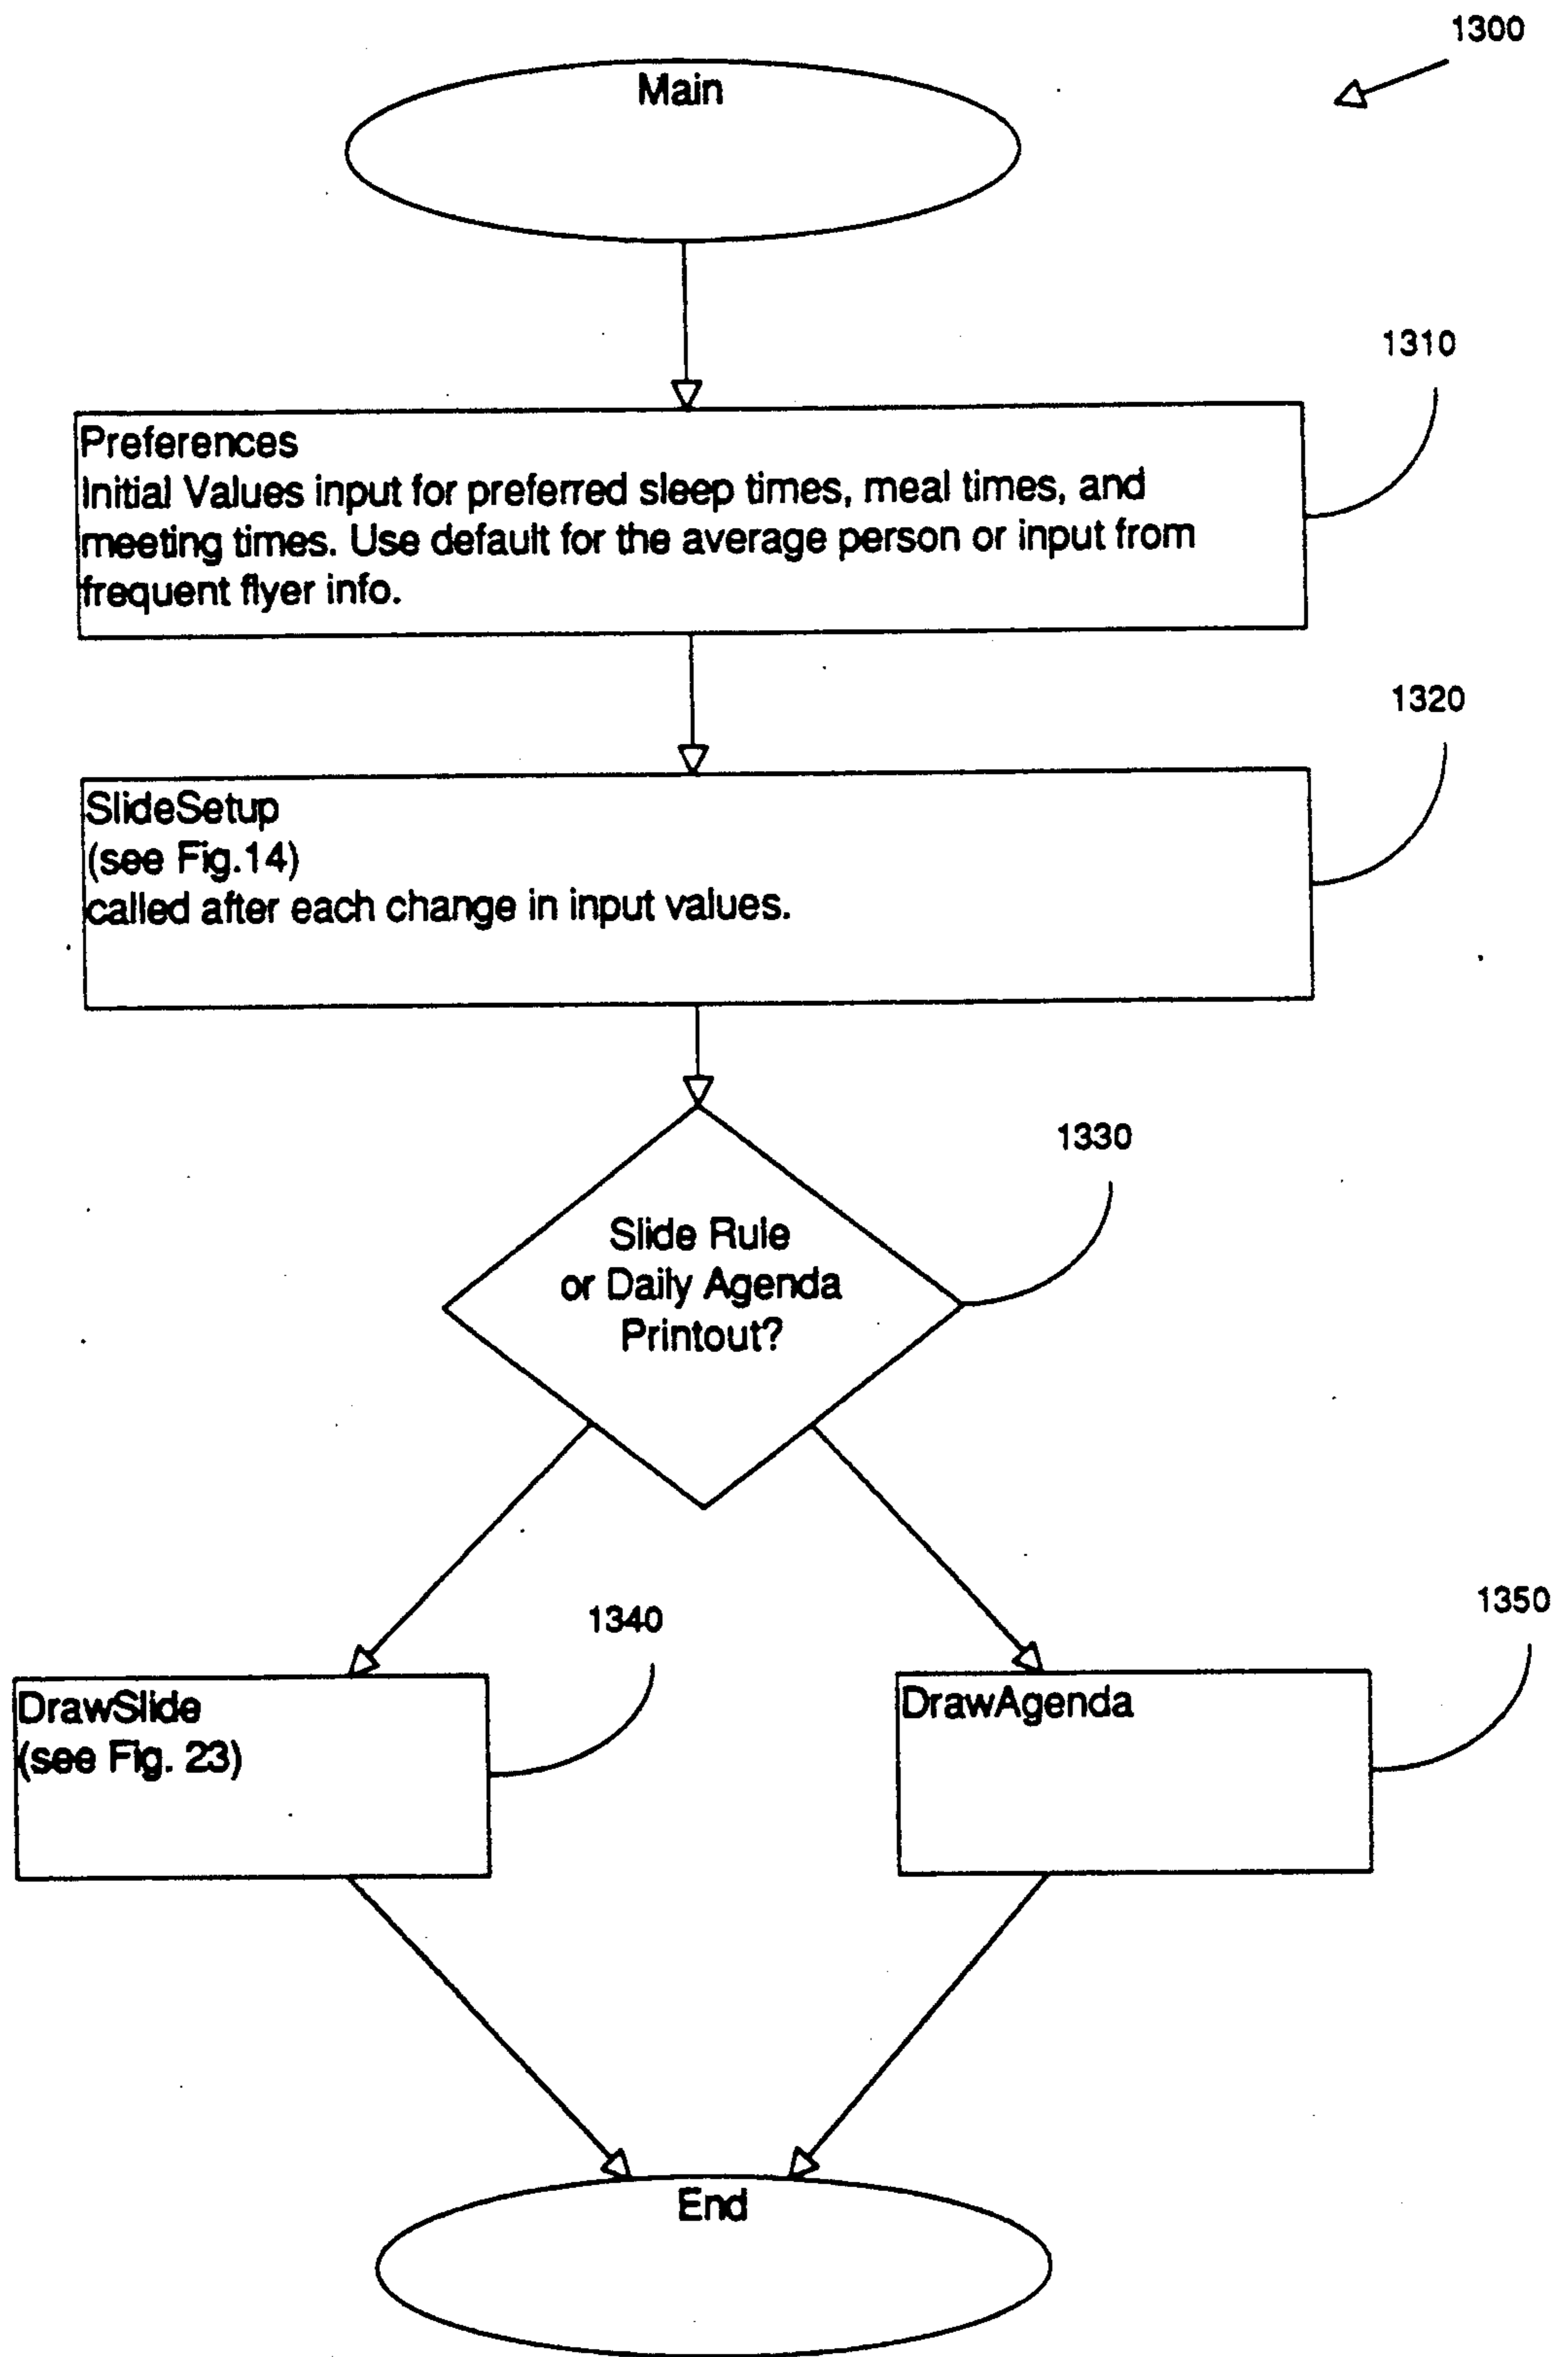 1300
Main
1310
Preferences
Initial Values input for preferred sleep times, meal times, and
meeting times. Use default for the average person or input from
frequent flyer info.
1320
SlideSetup
(see Fig.14)
called after each change in input values.
1330
Slide Rule
or Daily Agenda
Printout?
1340
1350
DrawSlide
(see Fig. 23)
DrawAgenda
End